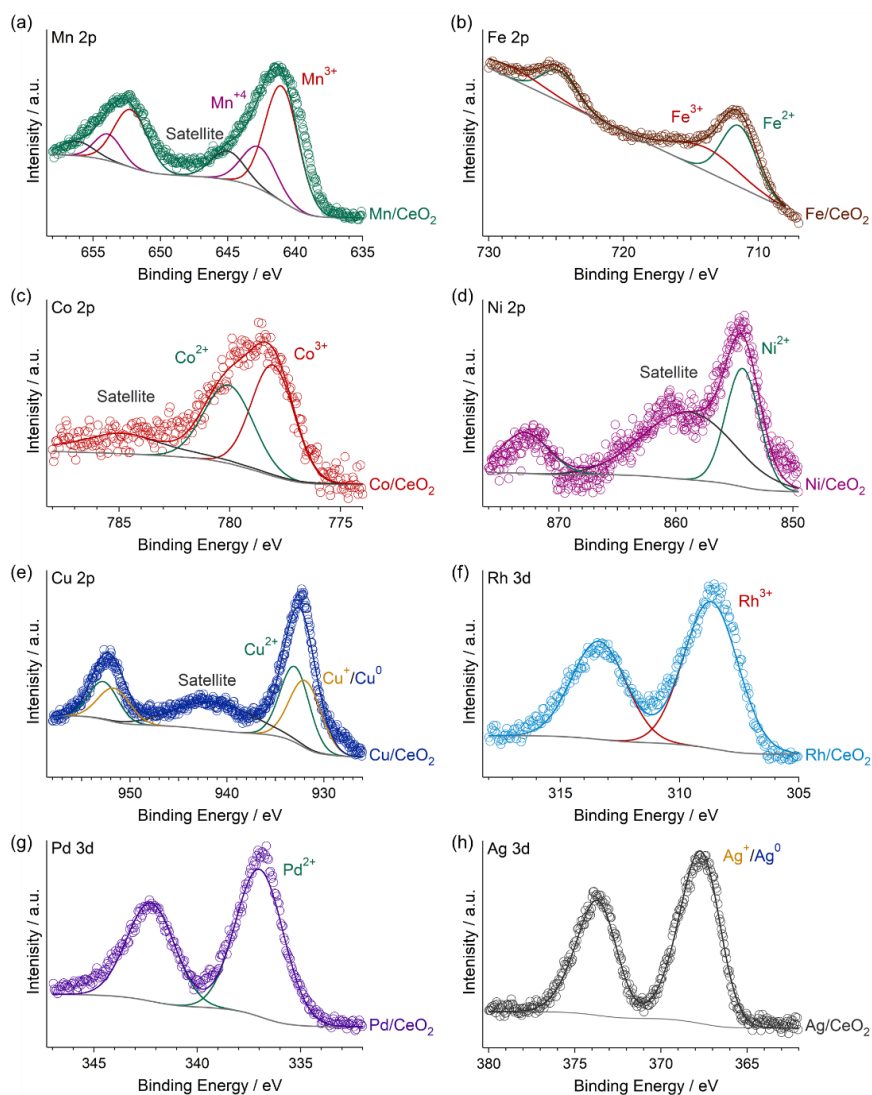 (a) Mn 2p
Mn³⁺
Mn⁺⁴
Satellite
Mn/CeO₂
Intenisity / a.u.
655 650 645 640 635
Binding Energy / eV
(b) Fe 2p
Fe³⁺
Fe²⁺
Fe/CeO₂
Intenisity / a.u.
730 720 710
Binding Energy / eV
(c) Co 2p
Co²⁺
Co³⁺
Satellite
Co/CeO₂
Intenisity / a.u.
785 780 775
Binding Energy / eV
(d) Ni 2p
Ni²⁺
Satellite
Ni/CeO₂
Intenisity / a.u.
870 860 850
Binding Energy / eV
(e) Cu 2p
Cu²⁺
Cu⁺/Cu⁰
Satellite
Cu/CeO₂
Intenisity / a.u.
950 940 930
Binding Energy / eV
(f) Rh 3d
Rh³⁺
Rh/CeO₂
Intenisity / a.u.
315 310 305
Binding Energy / eV
(g) Pd 3d
Pd²⁺
Pd/CeO₂
Intenisity / a.u.
345 340 335
Binding Energy / eV
(h) Ag 3d
Ag⁺/Ag⁰
Ag/CeO₂
Intenisity / a.u.
380 375 370 365
Binding Energy / eV